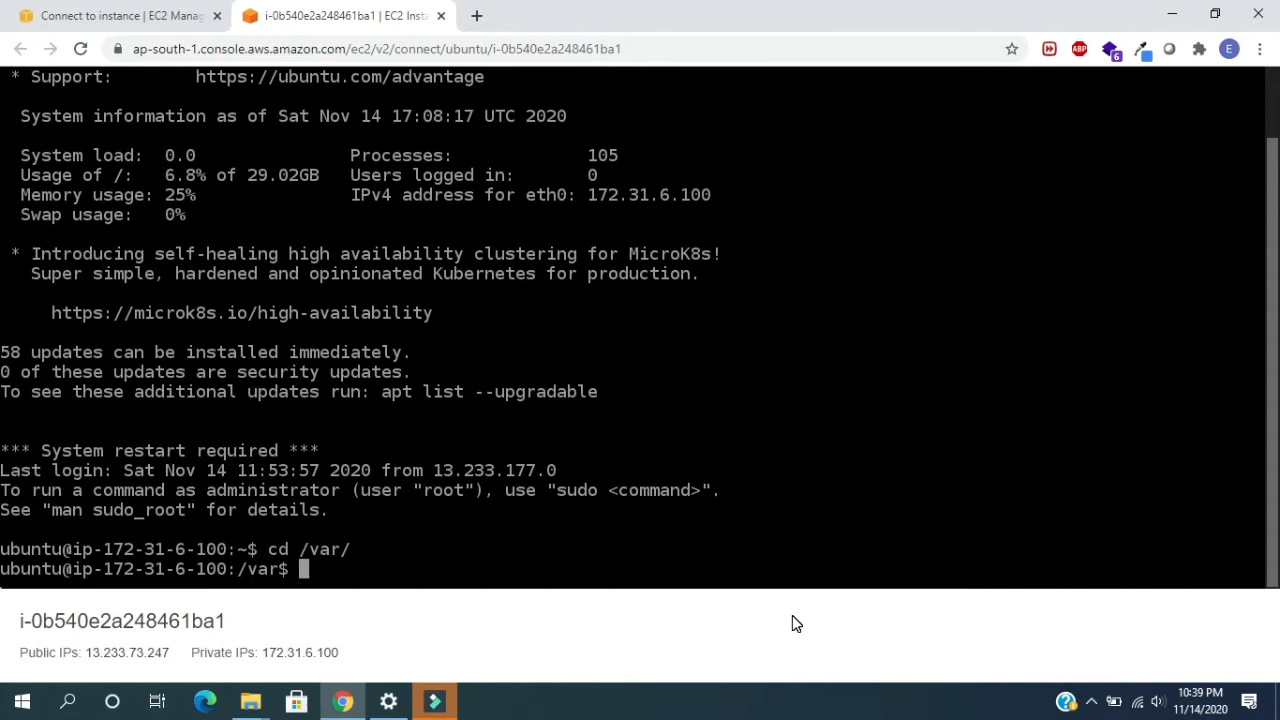 Connect to instance | EC2 Manag
i-0b540e2a248461ba1 | EC2 Insta
ap-south-1.console.aws.amazon.com/ec2/v2/connect/ubuntu/i-0b540e2a248461ba1
ABP
6
E
* Support: https://ubuntu.com/advantage
System information as of Sat Nov 14 17:08:17 UTC 2020
System load: 0.0 Processes: 105
Usage of /: 6.8% of 29.02GB Users logged in: 0
Memory usage: 25% IPv4 address for eth0: 172.31.6.100
Swap usage: 0%
* Introducing self-healing high availability clustering for MicroK8s!
Super simple, hardened and opinionated Kubernetes for production.
https://microk8s.io/high-availability
58 updates can be installed immediately.
0 of these updates are security updates.
To see these additional updates run: apt list --upgradable
*** System restart required ***
Last login: Sat Nov 14 11:53:57 2020 from 13.233.177.0
To run a command as administrator (user "root"), use "sudo <command>".
See "man sudo_root" for details.
ubuntu@ip-172-31-6-100:~$ cd /var/
ubuntu@ip-172-31-6-100:/var$
i-0b540e2a248461ba1
Public IPs: 13.233.73.247 Private IPs: 172.31.6.100
10:39 PM
11/14/2020